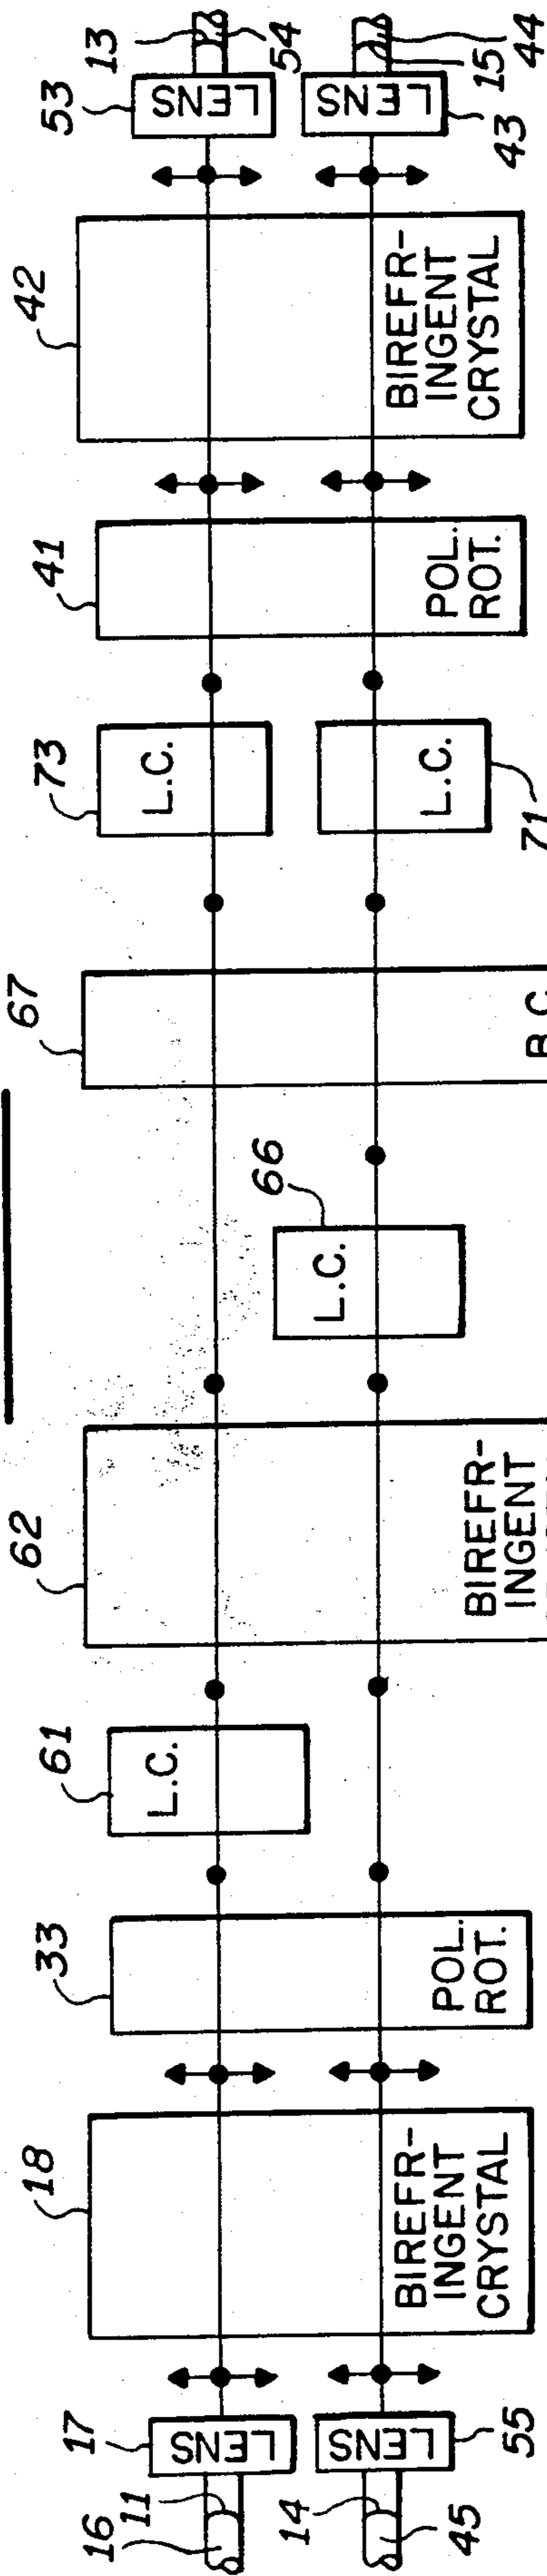 16
11
17
LENS
14
45
LENS
55
18
BIREFR-
INGENT
CRYSTAL
33
POL.
ROT.
61
L.C.
62
BIREFR-
INGENT
66
L.C.
67
B.C.
73
L.C.
L.C.
71
41
POL.
ROT.
42
BIREFR-
INGENT
CRYSTAL
53
LENS
13
54
LENS
43
15
44